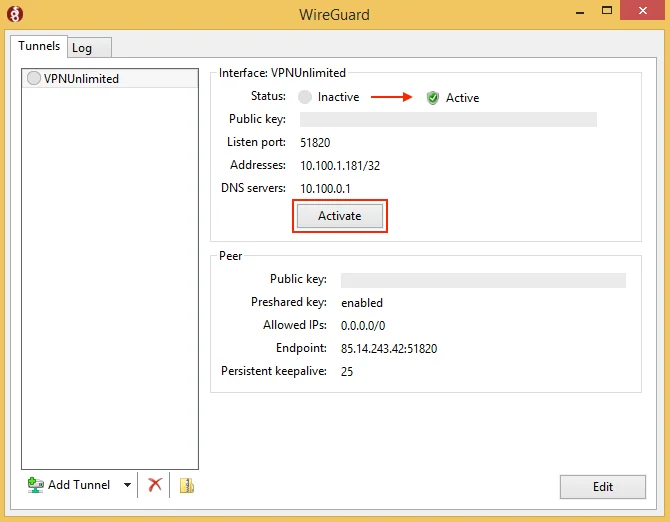 WireGuard
Tunnels Log
VPNUnlimited
Interface: VPNUnlimited
Status: Inactive Active
Public key:
Listen port: 51820
Addresses: 10.100.1.181/32
DNS servers: 10.100.0.1
Activate
Peer
Public key:
Preshared key: enabled
Allowed IPs: 0.0.0.0/0
Endpoint: 85.14.243.42:51820
Persistent keepalive: 25
Add Tunnel
Edit